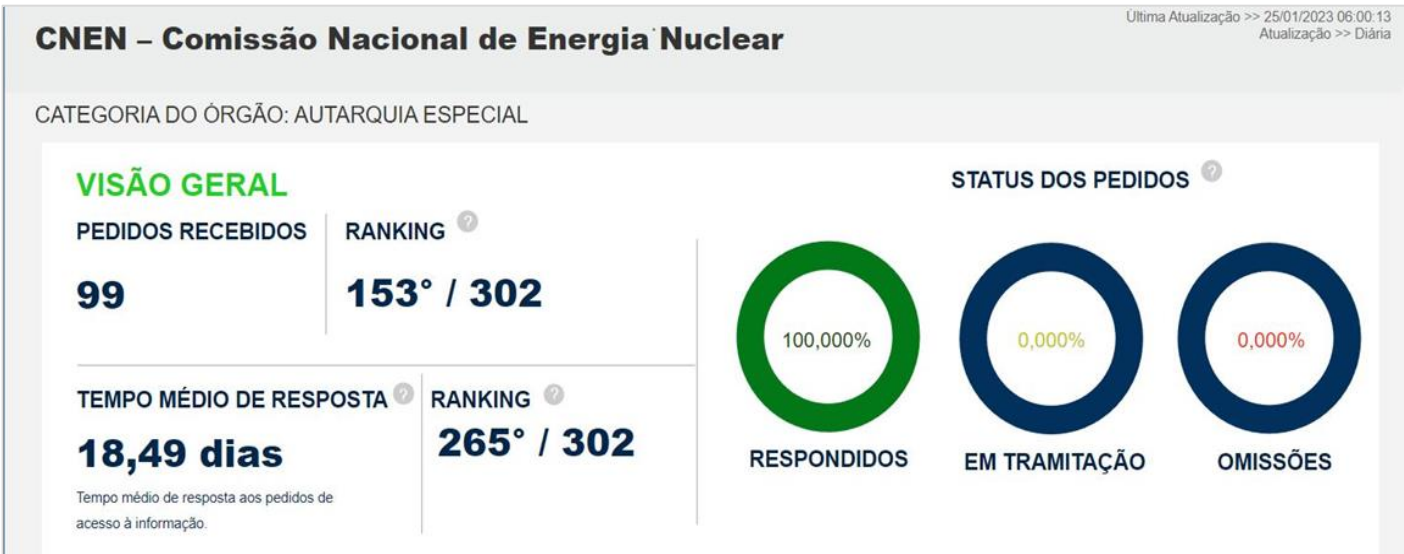 Última Atualização >> 25/01/2023 06:00:13
Atualização >> Diária
CNEN – Comissão Nacional de Energia Nuclear
CATEGORIA DO ÓRGÃO: AUTARQUIA ESPECIAL
VISÃO GERAL
PEDIDOS RECEBIDOS
99
RANKING ?
153° / 302
TEMPO MÉDIO DE RESPOSTA ?
18,49 dias
Tempo médio de resposta aos pedidos de
acesso à informação.
RANKING ?
265° / 302
STATUS DOS PEDIDOS ?
100,000%
RESPONDIDOS
0,000%
EM TRAMITAÇÃO
0,000%
OMISSÕES